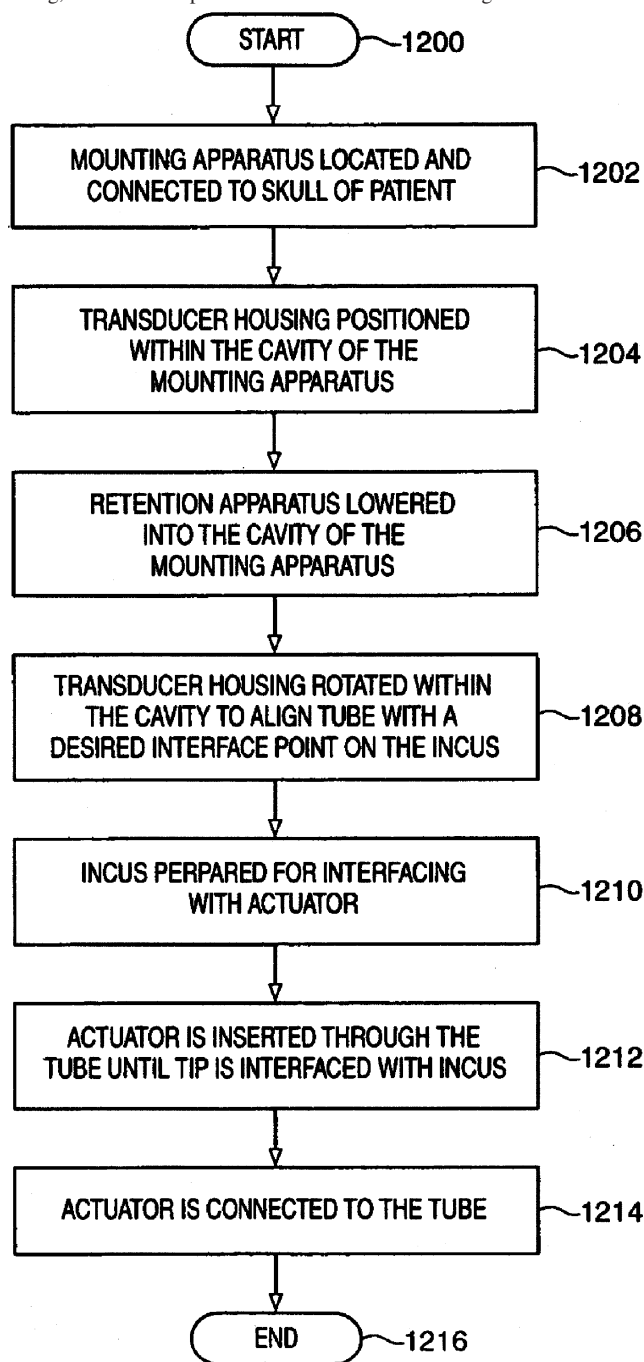 START
1200
MOUNTING APPARATUS LOCATED AND
CONNECTED TO SKULL OF PATIENT
1202
TRANSDUCER HOUSING POSITIONED
WITHIN THE CAVITY OF THE
MOUNTING APPARATUS
1204
RETENTION APPARATUS LOWERED
INTO THE CAVITY OF THE
MOUNTING APPARATUS
1206
TRANSDUCER HOUSING ROTATED WITHIN
THE CAVITY TO ALIGN TUBE WITH A
DESIRED INTERFACE POINT ON THE INCUS
1208
INCUS PERPARED FOR INTERFACING
WITH ACTUATOR
1210
ACTUATOR IS INSERTED THROUGH THE
TUBE UNTIL TIP IS INTERFACED WITH INCUS
1212
ACTUATOR IS CONNECTED TO THE TUBE
1214
END
1216